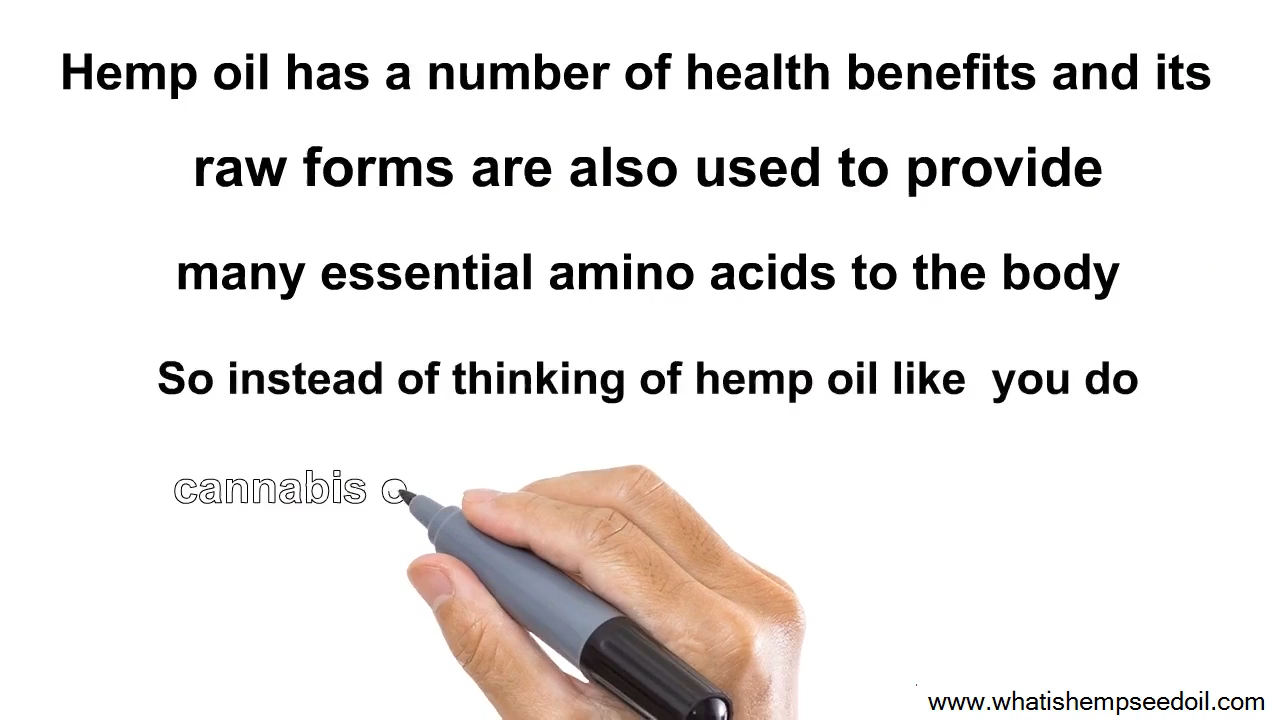 Hemp oil has a number of health benefits and its
raw forms are also used to provide
many essential amino acids to the body
So instead of thinking of hemp oil like  you do
cannabis o
www.whatishempseedoil.com